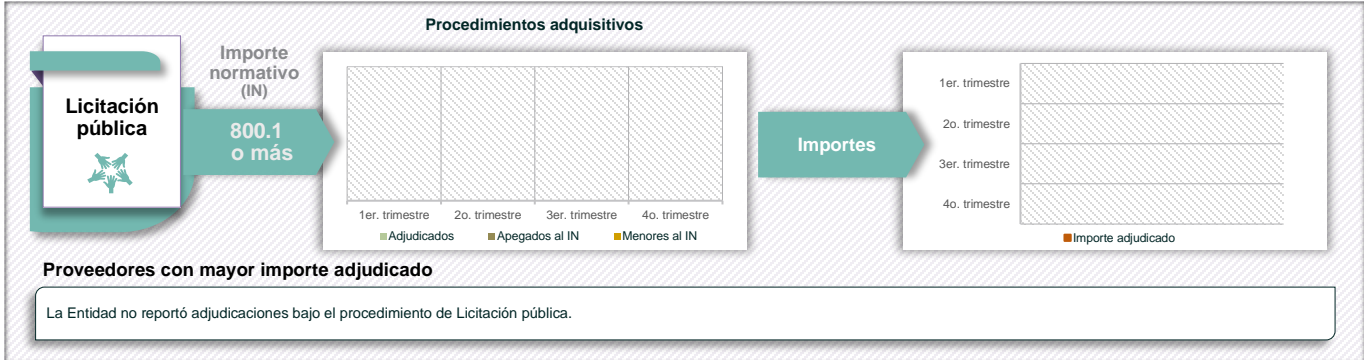 Procedimientos adquisitivos
Licitación
pública
Importe
normativo
(IN)
800.1
o más
1er. trimestre 2o. trimestre 3er. trimestre 4o. trimestre
Adjudicados Apegados al IN Menores al IN
Importes
1er. trimestre
2o. trimestre
3er. trimestre
4o. trimestre
Importe adjudicado
Proveedores con mayor importe adjudicado
La Entidad no reportó adjudicaciones bajo el procedimiento de Licitación pública.